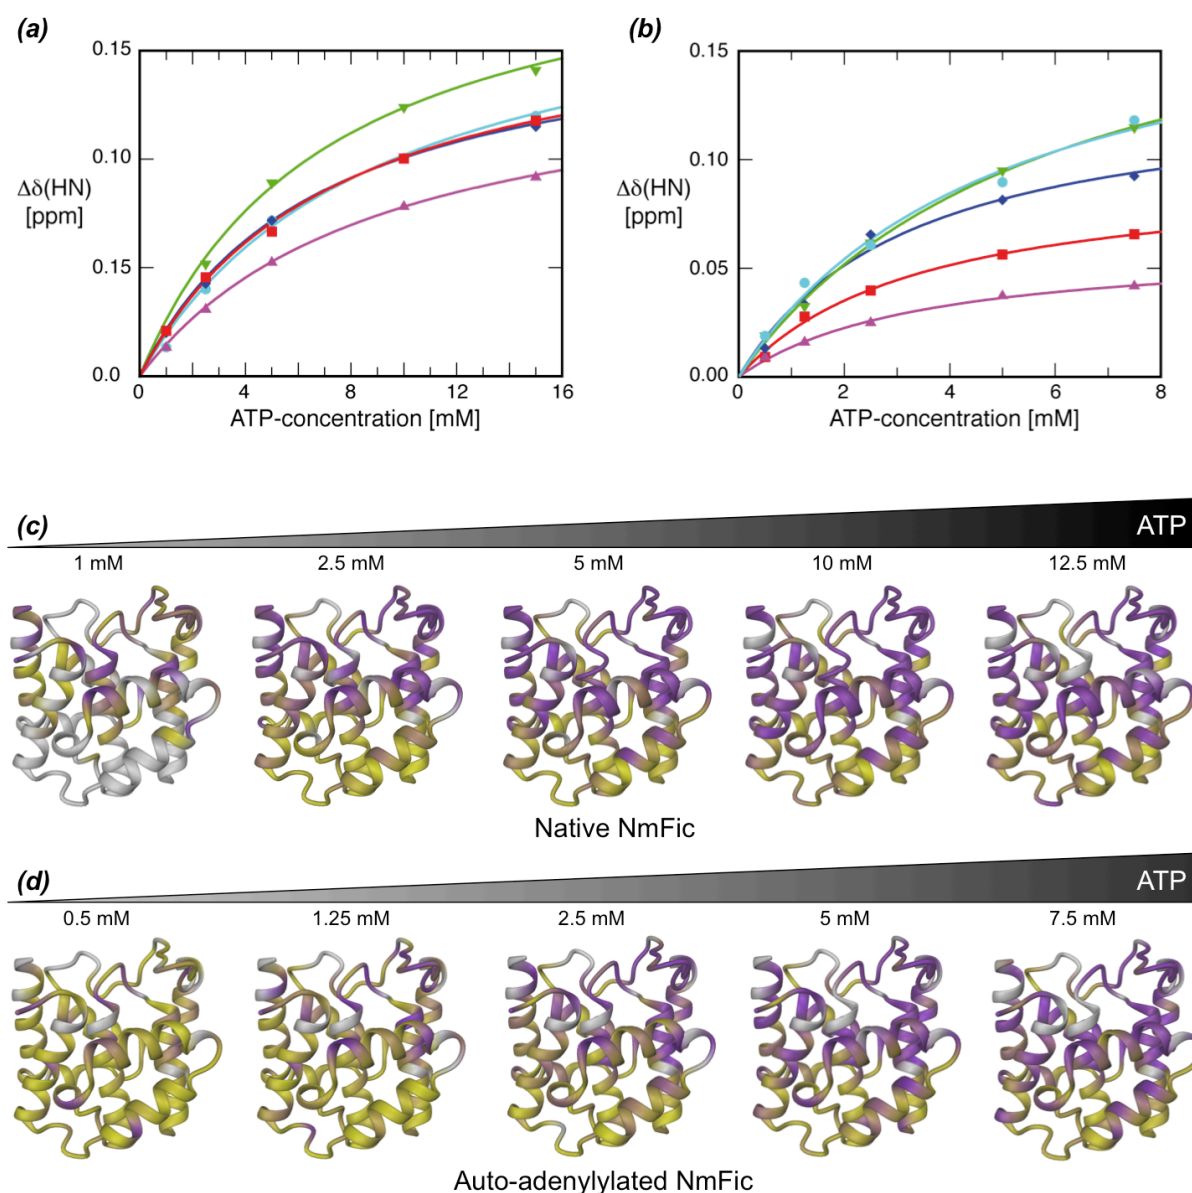 (a)
(b)
0.15
0.10
0.15
0.0
Δδ(HN)
[ppm]
0 4 8 12 16
ATP-concentration [mM]
0.15
0.10
0.05
0.00
Δδ(HN)
[ppm]
0 2 4 6 8
ATP-concentration [mM]
(c)
ATP
1 mM 2.5 mM 5 mM 10 mM 12.5 mM
Native NmFic
(d)
ATP
0.5 mM 1.25 mM 2.5 mM 5 mM 7.5 mM
Auto-adenylylated NmFic